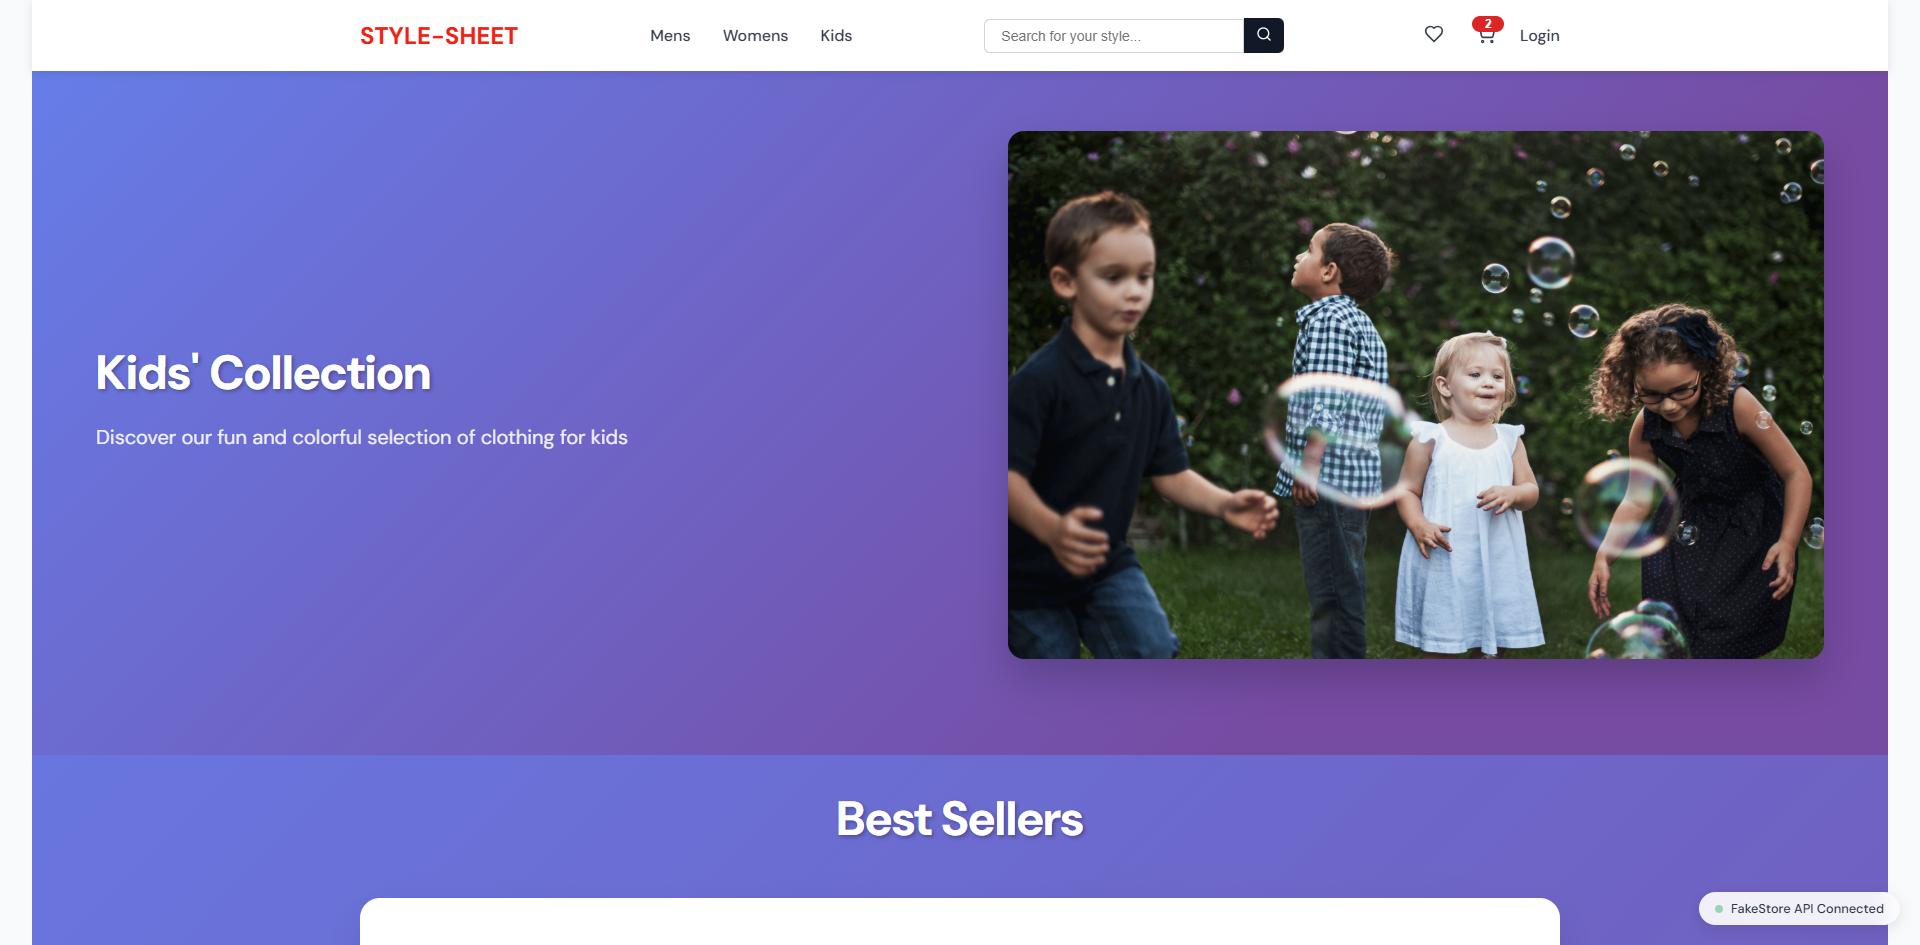 STYLE-SHEET
Mens Womens Kids
Search for your style...
2
Login
Kids' Collection
Discover our fun and colorful selection of clothing for kids
Best Sellers
FakeStore API Connected